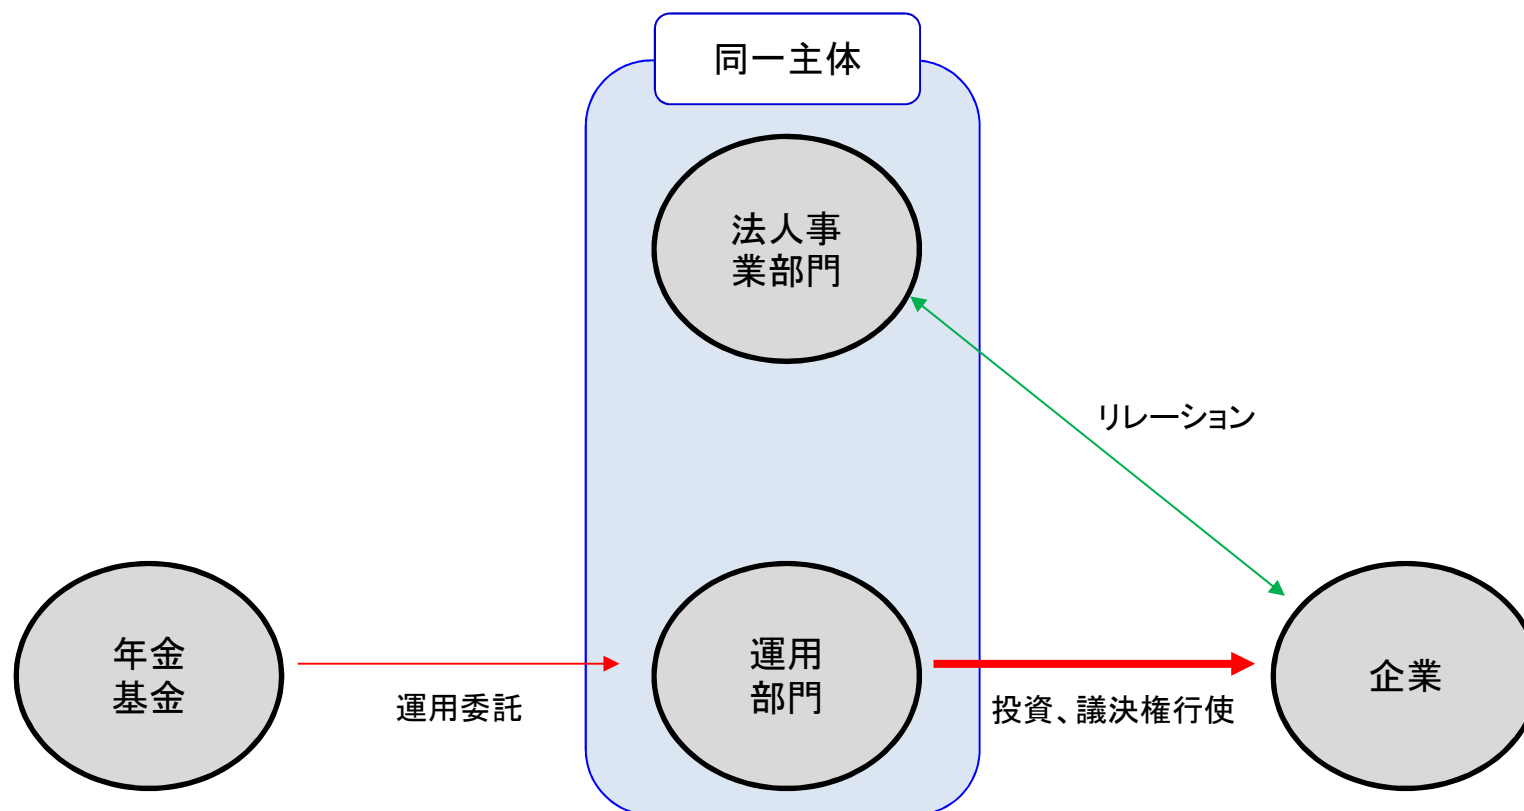 同一主体
法人事
業部門
リレーション
年金
基金
運用委託
運用
部門
投資、議決権行使
企業